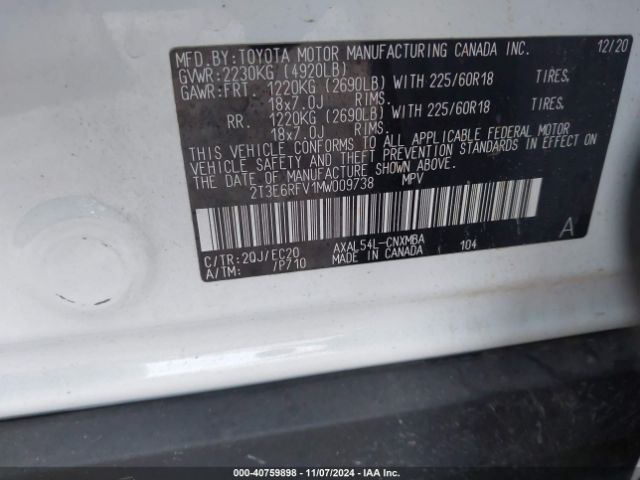 MFD. BY: TOYOTA MOTOR MANUFACTURING CANADA INC. 12/20
GVWR: 2230KG (4920LB)
GAWR: FRT. 1220KG (2690LB) WITH 225/60R18 TIRES.
18x7.0J RIMS.
RR. 1220KG (2690LB) WITH 225/60R18 TIRES.
18x7.0J RIMS.
THIS VEHICLE CONFORMS TO ALL APPLICABLE FEDERAL MOTOR
VEHICLE SAFETY AND THEFT PREVENTION STANDARDS IN EFFECT ON
THE DATE OF MANUFACTURE SHOWN ABOVE.
2T3E6RFV1MW009738 MPV
C/TR: 2QJ/EC20 AXAL54L-CNXMBA 104 A
A/TM: /P710 MADE IN CANADA
000-40759898 - 11/07/2024 - IAA Inc.